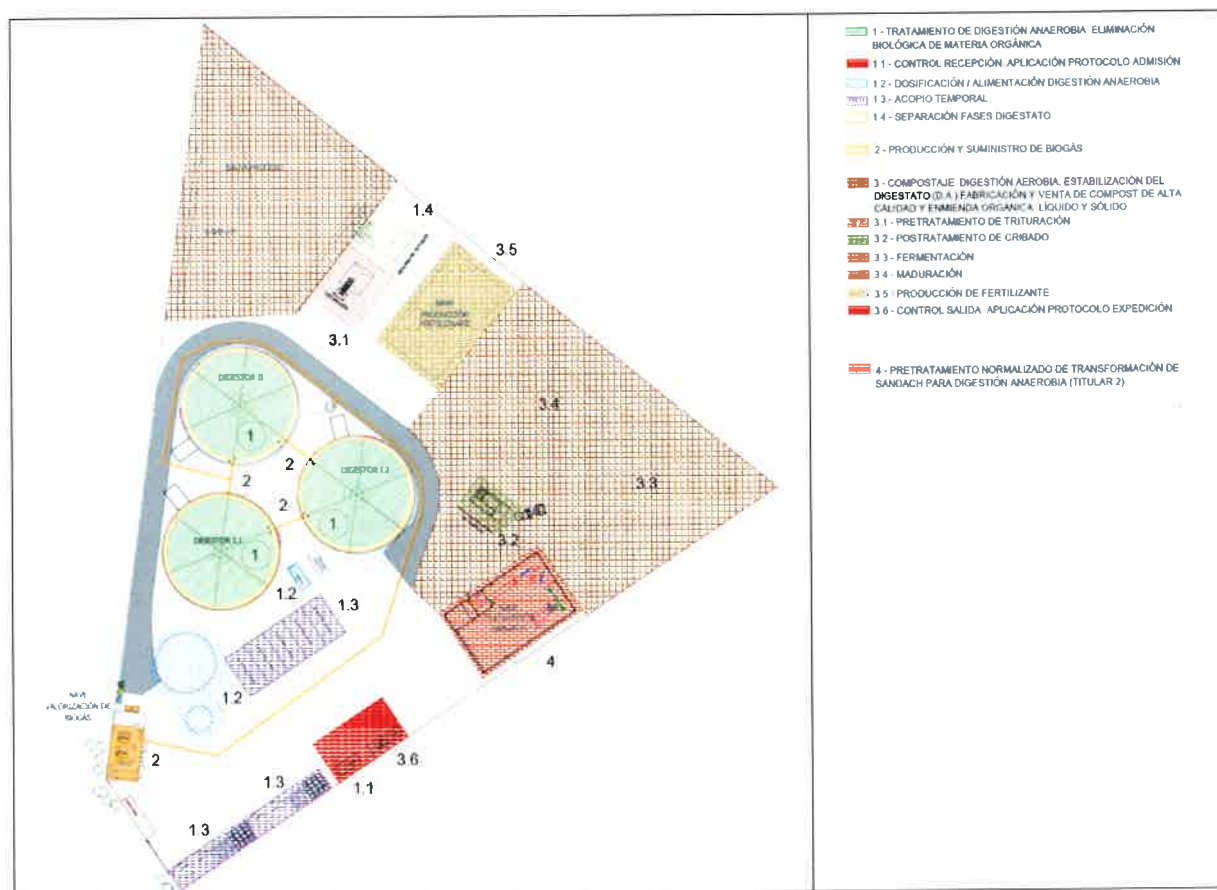 1.4
3.5
NAVE
PRODUCCIÓN
FERTILIZANTE
3.1
DIGESTOR II
3.4
1
2
DIGESTOR I.2
3.3
2
2
1
DIGESTOR I.1
1
3.2
1.2
1.3
4
1.2
NAVE
VALORIZACIÓN DE
BIOGÁS
2
3.6
1.3
1.1
1.3
1 - TRATAMIENTO DE DIGESTIÓN ANAEROBIA ELIMINACIÓN
BIOLÓGICA DE MATERIA ORGÁNICA
1.1 - CONTROL RECEPCIÓN. APLICACIÓN PROTOCOLO ADMISIÓN
1.2 - DOSIFICACIÓN / ALIMENTACIÓN DIGESTIÓN ANAEROBIA
1.3 - ACOPIO TEMPORAL
1.4 - SEPARACIÓN FASES DIGESTATO
2 - PRODUCCIÓN Y SUMINISTRO DE BIOGÁS
3 - COMPOSTAJE. DIGESTIÓN AEROBIA. ESTABILIZACIÓN DEL
DIGESTATO (D.A.) FABRICACIÓN Y VENTA DE COMPOST DE ALTA
CALIDAD Y ENMIENDA ORGÁNICA. LÍQUIDO Y SÓLIDO
3.1 - PRETRATAMIENTO DE TRITURACIÓN
3.2 - POSTRATAMIENTO DE CRIBADO
3.3 - FERMENTACIÓN
3.4 - MADURACIÓN
3.5 - PRODUCCIÓN DE FERTILIZANTE
3.6 - CONTROL SALIDA. APLICACIÓN PROTOCOLO EXPEDICIÓN
4 - PRETRATAMIENTO NORMALIZADO DE TRANSFORMACIÓN DE
SANDACH PARA DIGESTIÓN ANAEROBIA (TITULAR 2)